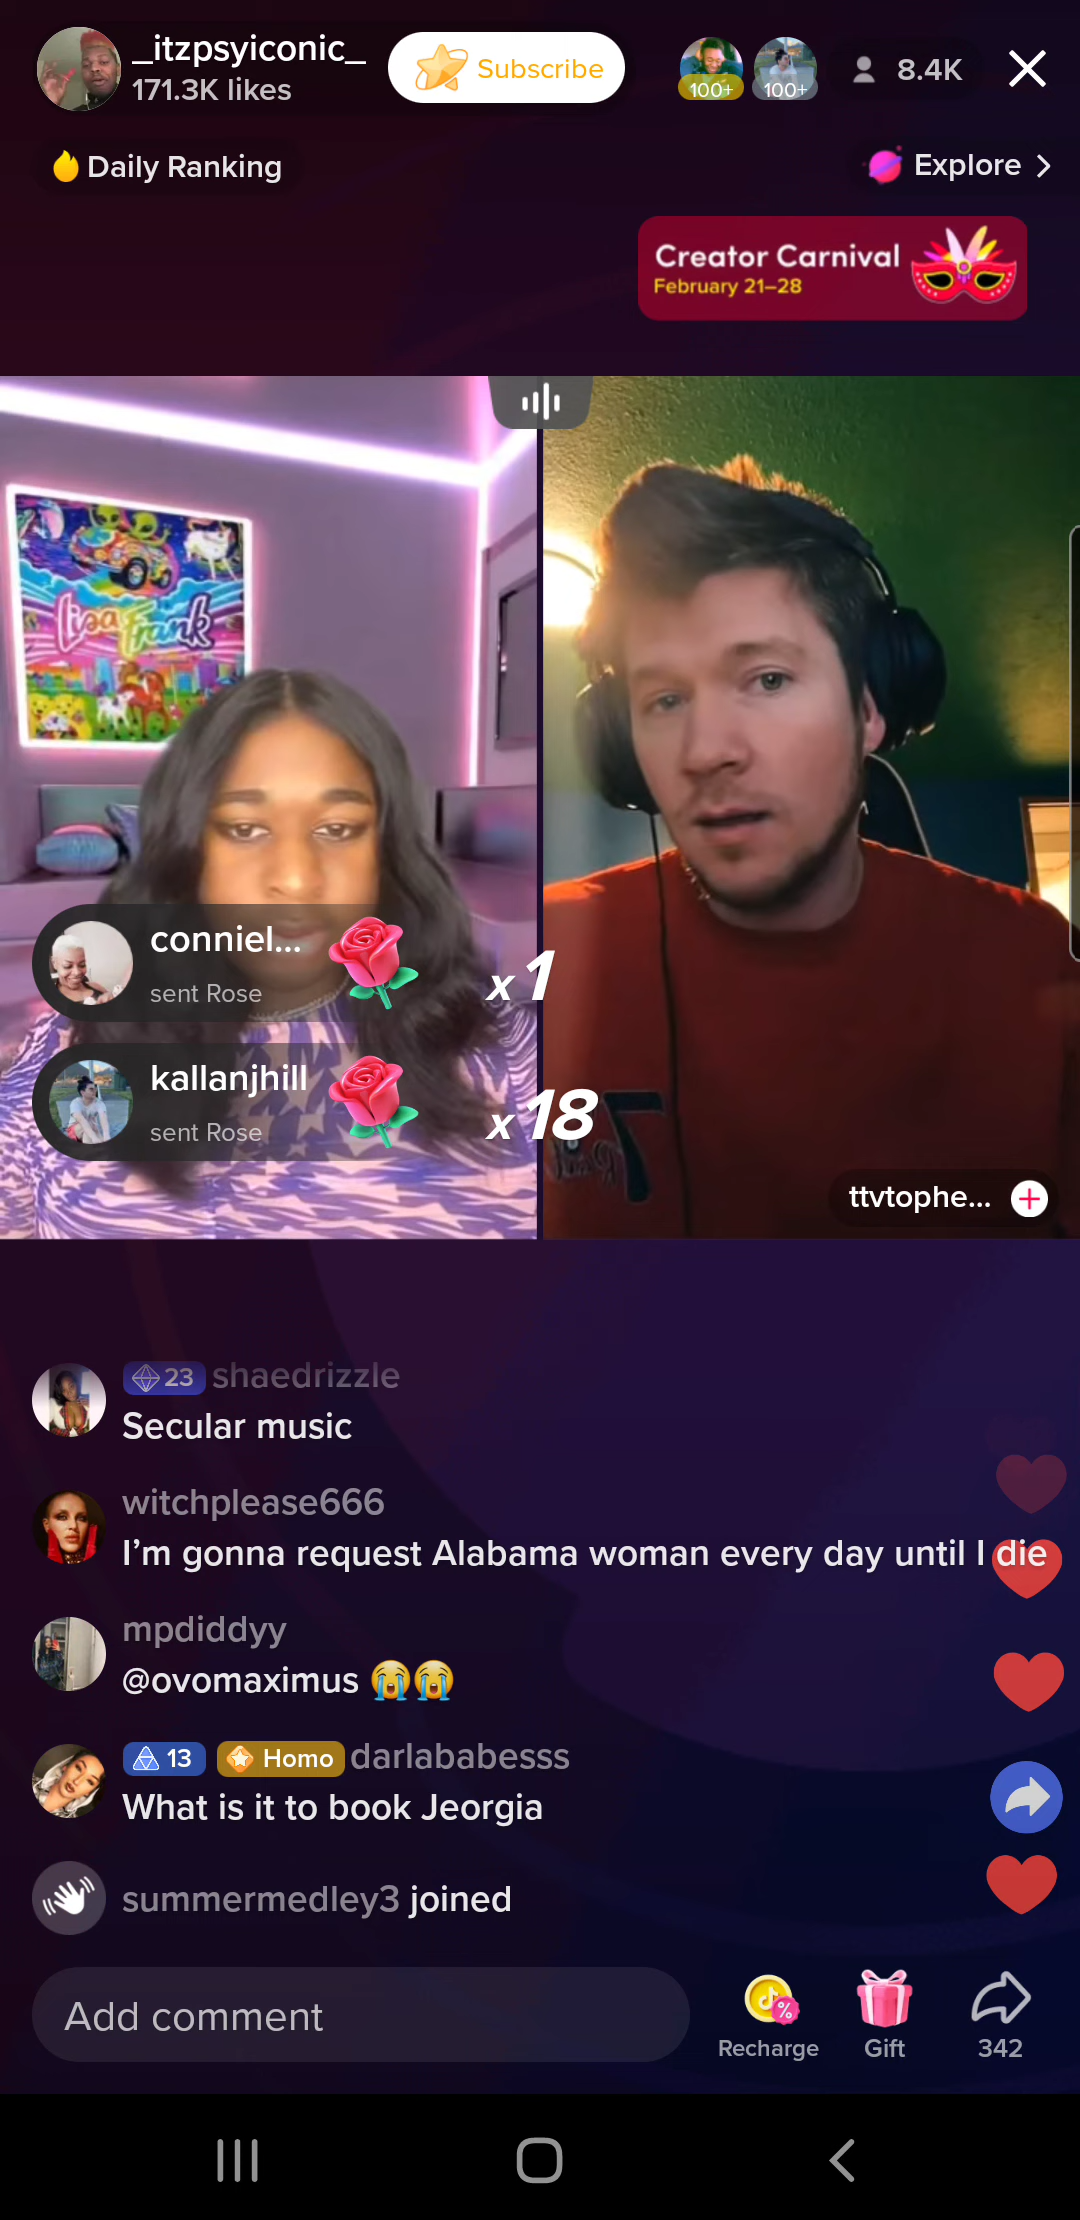 _itzpsyiconic_
171.3K likes
Subscribe
100+
100+
8.4K
Daily Ranking
Explore
Creator Carnival
February 21–28
Lisa Frank
conniel...
sent Rose
x 1
kallanjhill
sent Rose
x 18
7
ttvtophe...
23 shaedrizzle
Secular music
witchplease666
I'm gonna request Alabama woman every day until I die
mpdiddyy
@ovomaximus 😭😭
13 Homo darlababesss
What is it to book Jeorgia
summermedley3 joined
Add comment
Recharge
Gift
342